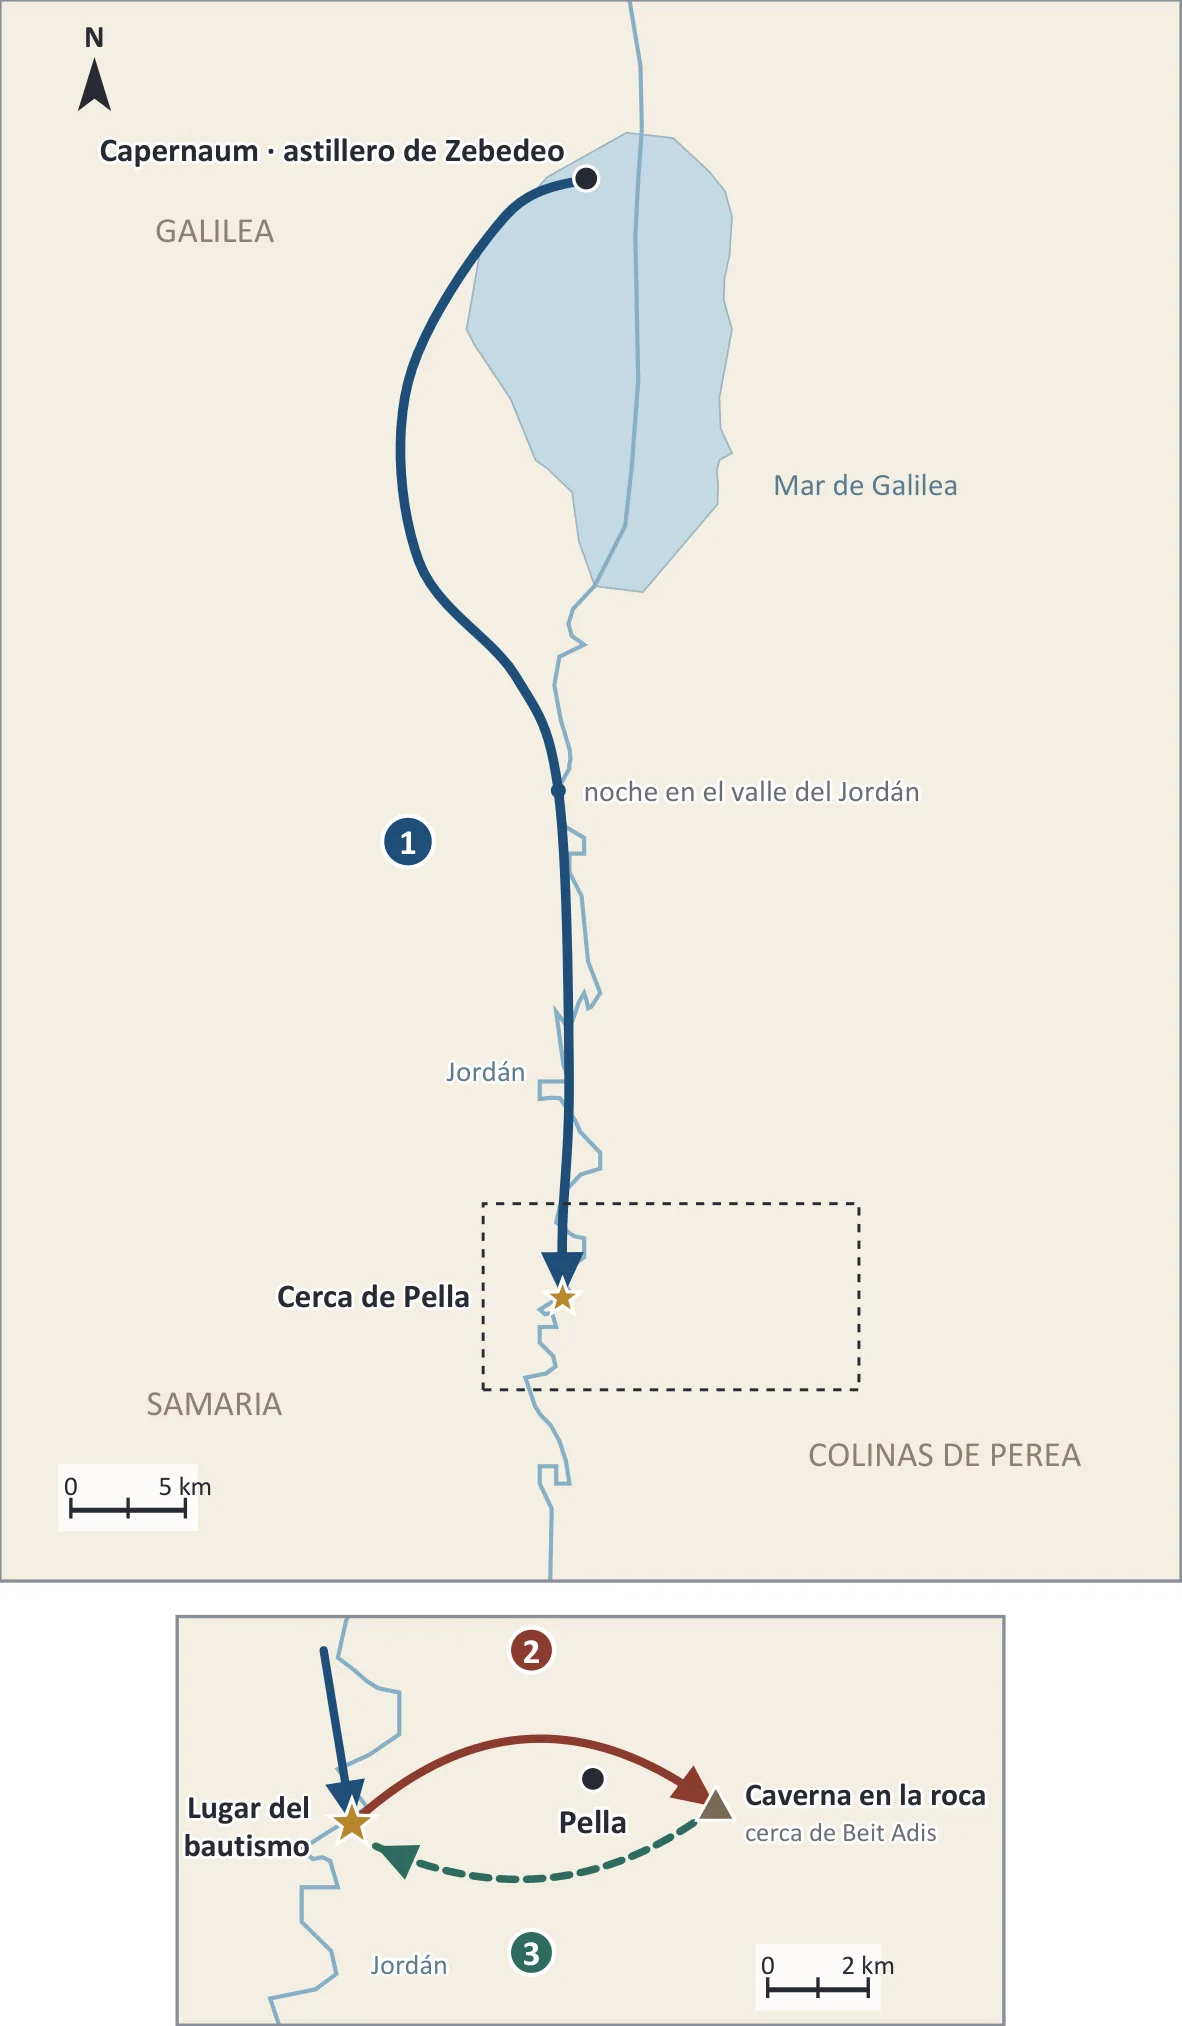 N
Capernaum · astillero de Zebedeo
GALILEA
Mar de Galilea
noche en el valle del Jordán
1
Jordán
Cerca de Pella
SAMARIA
COLINAS DE PEREA
0 5 km
2
Lugar del
bautismo
Pella
Caverna en la roca
cerca de Beit Adis
3
Jordán
0 2 km